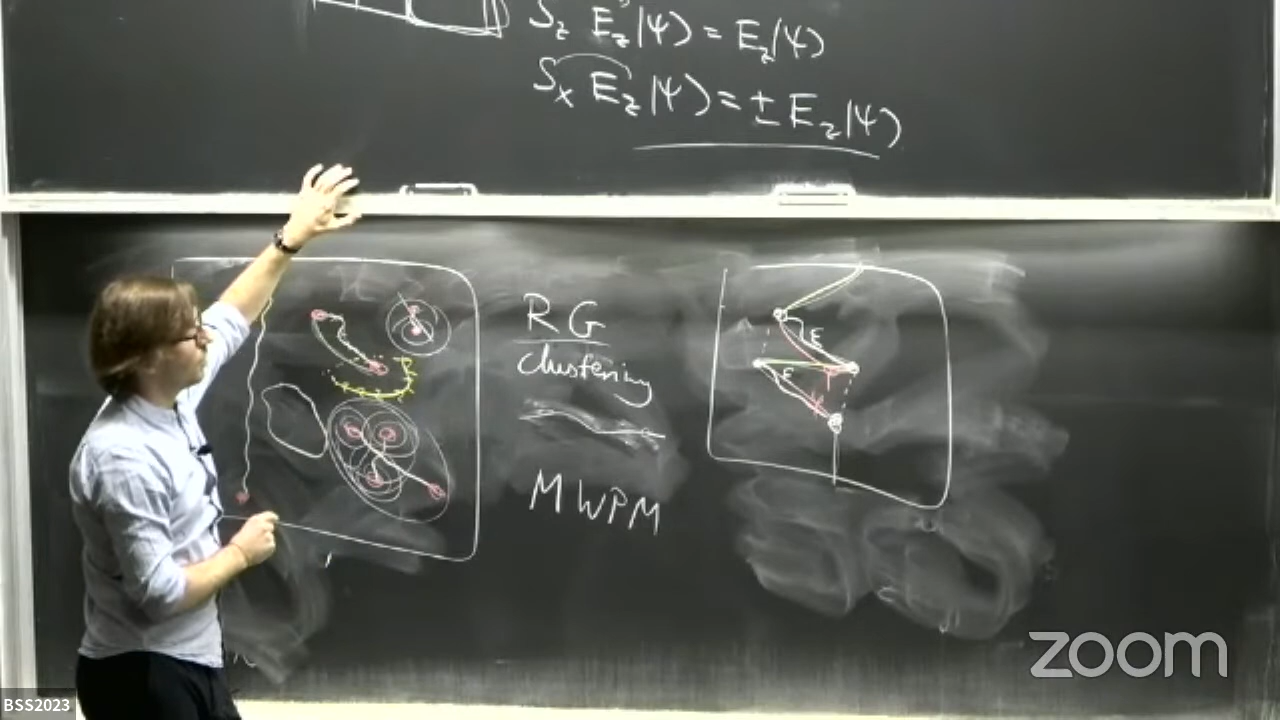 S_z E_z|ψ⟩ = E_z|ψ⟩
S_x E_z|ψ⟩ = ± E_z|ψ⟩
RG
clustering
MWPM
E
E
zoom
BSS2023